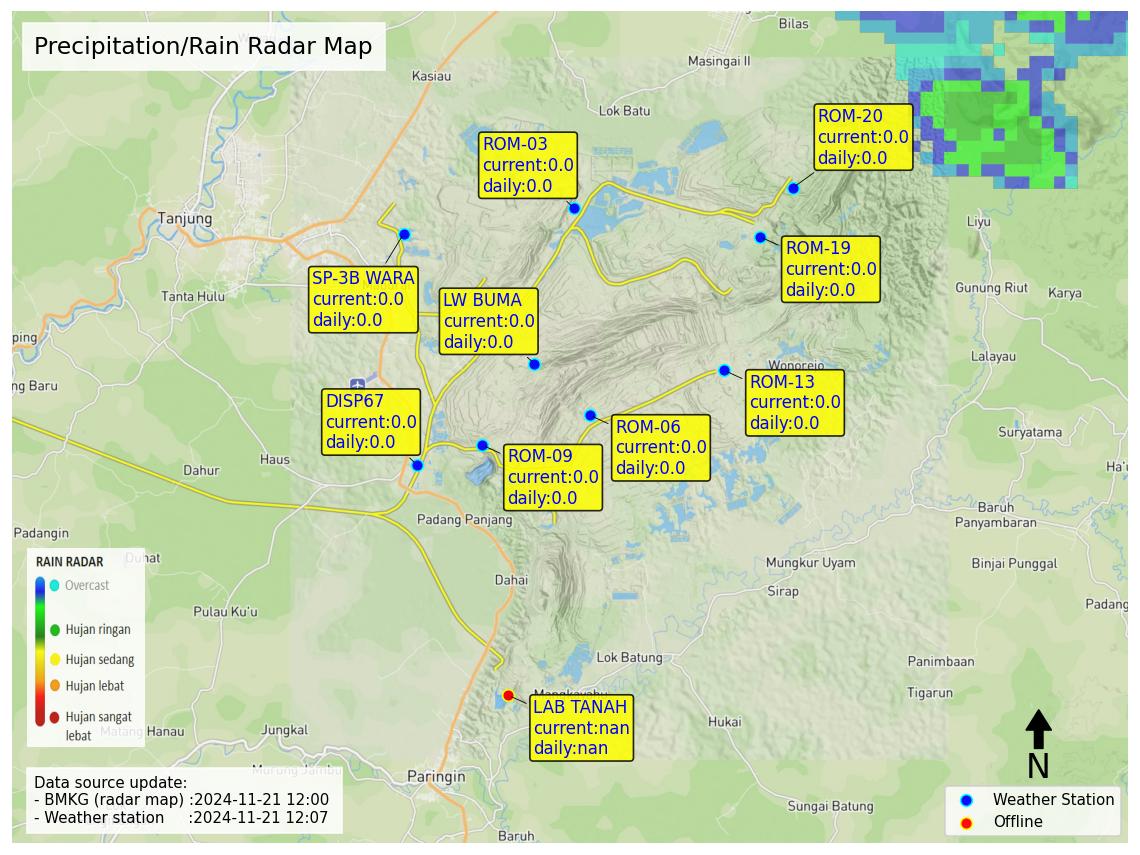 Precipitation/Rain Radar Map
Bilas
Masingai II
Kasiau
Lok Batu
ROM-20
current:0.0
daily:0.0
ROM-03
current:0.0
daily:0.0
Tanjung
Liyu
ROM-19
current:0.0
daily:0.0
SP-3B WARA
current:0.0
daily:0.0
Tanta Hulu
LW BUMA
current:0.0
daily:0.0
Gunung Riut
Karya
ping
Lalayau
Wonorejo
ng Baru
ROM-13
current:0.0
daily:0.0
DISP67
current:0.0
daily:0.0
ROM-06
current:0.0
daily:0.0
Suryatama
ROM-09
current:0.0
daily:0.0
Haus
Dahur
Ha'u
Baruh
Panyambaran
Padang Panjang
Padangin
Duhat
Mungkur Uyam
Binjai Punggal
RAIN RADAR
Overcast
Hujan ringan
Hujan sedang
Hujan lebat
Hujan sangat
lebat
Dahai
Sirap
Padang
Pulau Ku'u
Lok Batung
Panimbaan
Tigarun
Mangkayahu
LAB TANAH
current:nan
daily:nan
Hukai
Matang Hanau
Jungkal
Murung Jambu
Paringin
N
Data source update:
- BMKG (radar map) :2024-11-21 12:00
- Weather station :2024-11-21 12:07
Sungai Batung
Baruh
Weather Station
Offline